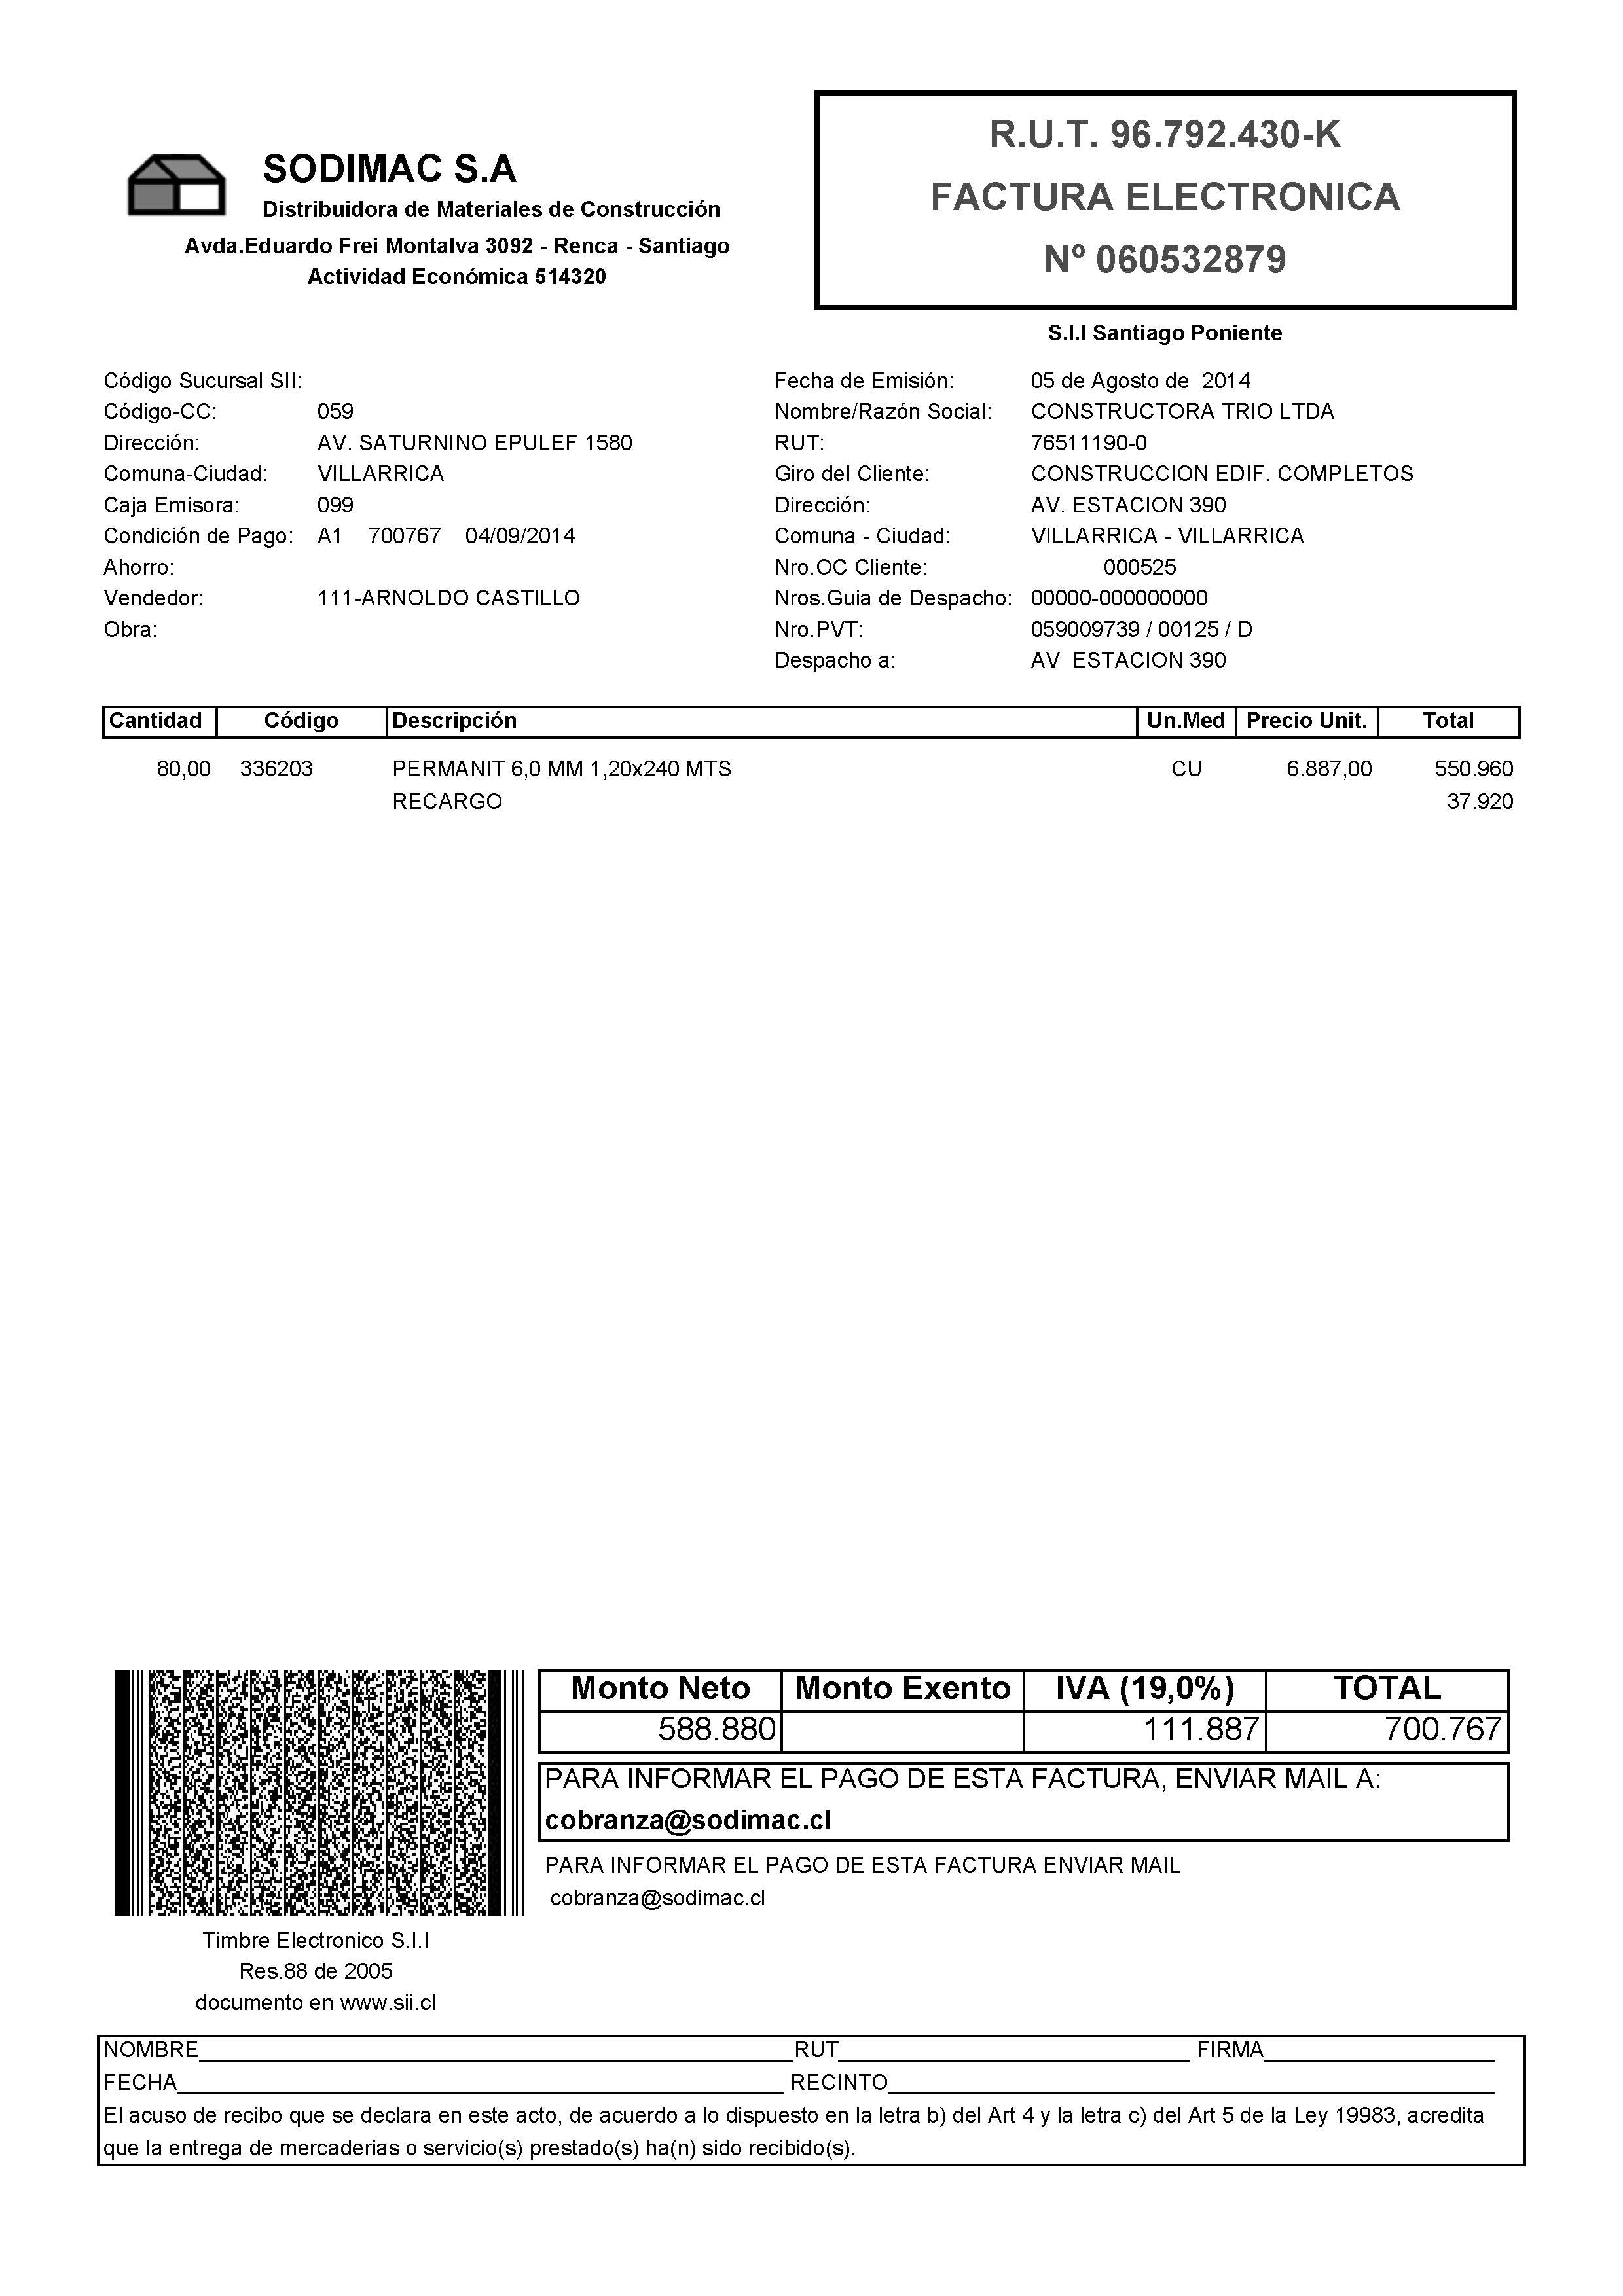 SODIMAC S.A
Distribuidora de Materiales de Construcción
Avda.Eduardo Frei Montalva 3092 - Renca - Santiago
Actividad Económica 514320
R.U.T. 96.792.430-K
FACTURA ELECTRONICA
Nº 060532879
S.I.I Santiago Poniente
Código Sucursal SII:
Código-CC: 059
Dirección: AV. SATURNINO EPULEF 1580
Comuna-Ciudad: VILLARRICA
Caja Emisora: 099
Condición de Pago: A1 700767 04/09/2014
Ahorro:
Vendedor: 111-ARNOLDO CASTILLO
Obra:
Fecha de Emisión: 05 de Agosto de 2014
Nombre/Razón Social: CONSTRUCTORA TRIO LTDA
RUT: 76511190-0
Giro del Cliente: CONSTRUCCION EDIF. COMPLETOS
Dirección: AV. ESTACION 390
Comuna - Ciudad: VILLARRICA - VILLARRICA
Nro.OC Cliente: 000525
Nros.Guia de Despacho: 00000-000000000
Nro.PVT: 059009739 / 00125 / D
Despacho a: AV ESTACION 390
Cantidad Código Descripción Un.Med Precio Unit. Total
80,00 336203 PERMANIT 6,0 MM 1,20x240 MTS CU 6.887,00 550.960
RECARGO 37.920
Monto Neto Monto Exento IVA (19,0%) TOTAL
588.880 111.887 700.767
PARA INFORMAR EL PAGO DE ESTA FACTURA, ENVIAR MAIL A:
cobranza@sodimac.cl
PARA INFORMAR EL PAGO DE ESTA FACTURA ENVIAR MAIL
cobranza@sodimac.cl
Timbre Electronico S.I.I
Res.88 de 2005
documento en www.sii.cl
NOMBRE RUT FIRMA
FECHA RECINTO
El acuso de recibo que se declara en este acto, de acuerdo a lo dispuesto en la letra b) del Art 4 y la letra c) del Art 5 de la Ley 19983, acredita
que la entrega de mercaderias o servicio(s) prestado(s) ha(n) sido recibido(s).